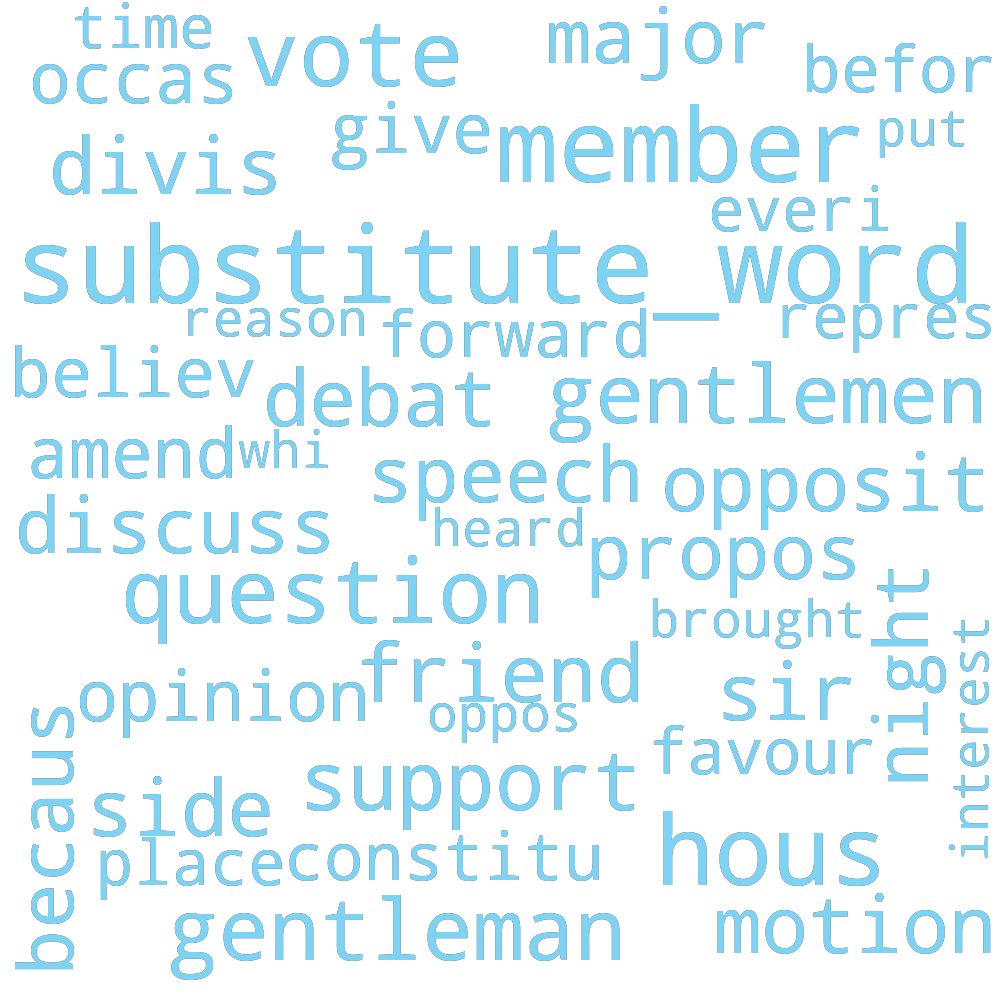 time
vote
major
occas
befor
give
member
put
divis
everi
substitute_word
reason
forward
repres
believ
debat
gentlemen
amend
whi
speech
opposit
discuss
heard
propos
question
brought
night
interest
friend
sir
opinion
oppos
becaus
favour
side
support
hous
place
constitu
gentleman
motion